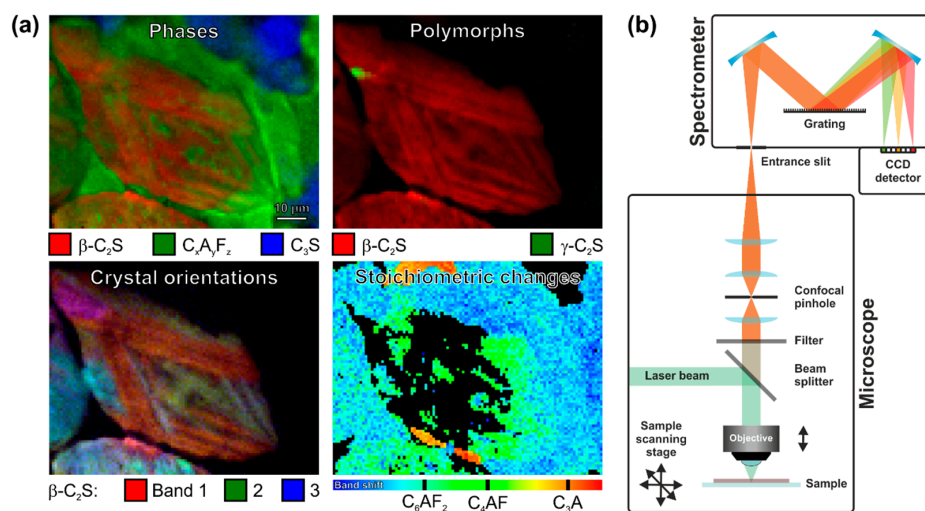 (a)
Phases
Polymorphs
10 μm
β-C₂S
CₓAᵧF_z
C₃S
β-C₂S
γ-C₂S
Crystal orientations
Stoichiometric changes
β-C₂S:
Band 1
2
3
Band shift
C₆AF₂
C₄AF
C₃A
(b)
Spectrometer
Grating
Entrance slit
CCD
detector
Microscope
Confocal
pinhole
Filter
Beam
splitter
Laser beam
Sample
scanning
stage
Objective
Sample